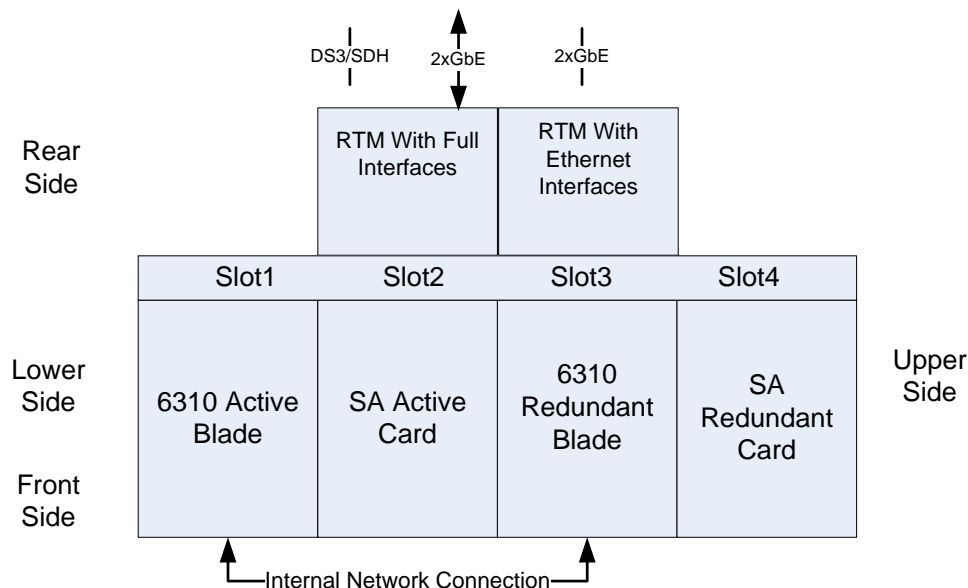 DS3/SDH
2xGbE
2xGbE
Rear
Side
RTM With Full
Interfaces
RTM With
Ethernet
Interfaces
Slot1
Slot2
Slot3
Slot4
Lower
Side
6310 Active
Blade
SA Active
Card
6310
Redundant
Blade
SA
Redundant
Card
Upper
Side
Front
Side
Internal Network Connection